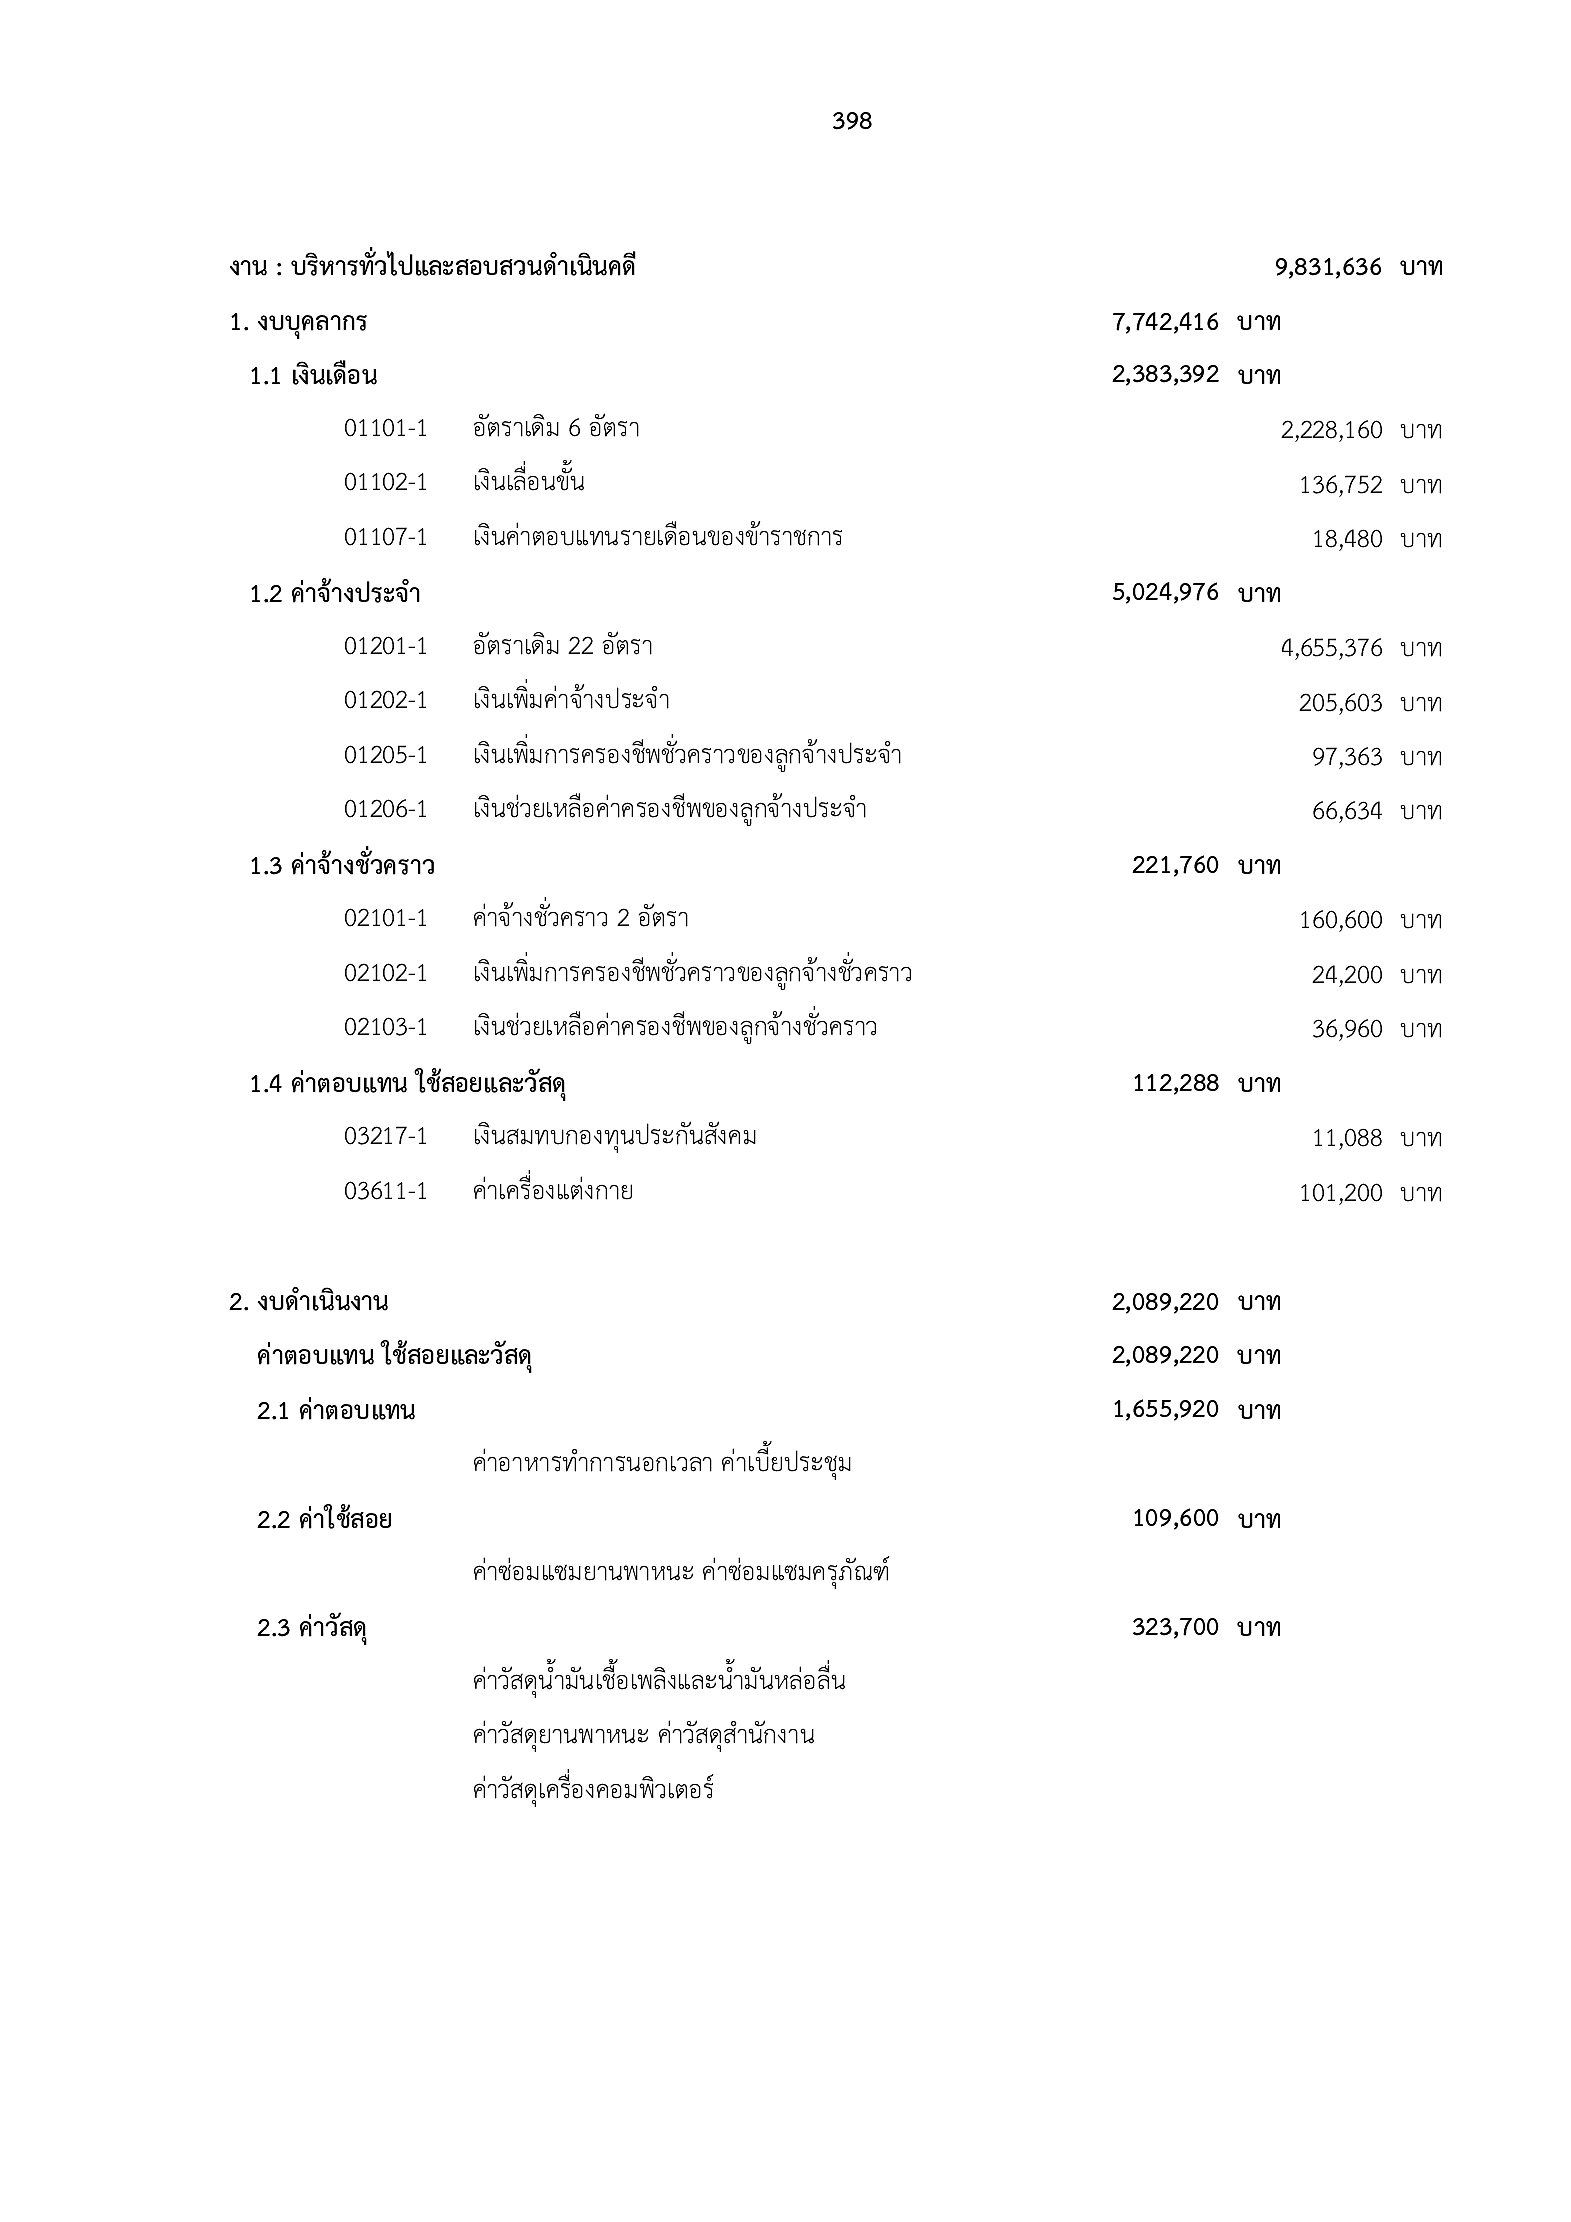 398
งาน : บริหารทั่วไปและสอบสวนดำเนินคดี 9,831,636 บาท
1. งบบุคลากร 7,742,416 บาท
1.1 เงินเดือน 2,383,392 บาท
01101-1 อัตราเดิม 6 อัตรา 2,228,160 บาท
01102-1 เงินเลื่อนขั้น 136,752 บาท
01107-1 เงินค่าตอบแทนรายเดือนของข้าราชการ 18,480 บาท
1.2 ค่าจ้างประจำ 5,024,976 บาท
01201-1 อัตราเดิม 22 อัตรา 4,655,376 บาท
01202-1 เงินเพิ่มค่าจ้างประจำ 205,603 บาท
01205-1 เงินเพิ่มการครองชีพชั่วคราวของลูกจ้างประจำ 97,363 บาท
01206-1 เงินช่วยเหลือค่าครองชีพของลูกจ้างประจำ 66,634 บาท
1.3 ค่าจ้างชั่วคราว 221,760 บาท
02101-1 ค่าจ้างชั่วคราว 2 อัตรา 160,600 บาท
02102-1 เงินเพิ่มการครองชีพชั่วคราวของลูกจ้างชั่วคราว 24,200 บาท
02103-1 เงินช่วยเหลือค่าครองชีพของลูกจ้างชั่วคราว 36,960 บาท
1.4 ค่าตอบแทน ใช้สอยและวัสดุ 112,288 บาท
03217-1 เงินสมทบกองทุนประกันสังคม 11,088 บาท
03611-1 ค่าเครื่องแต่งกาย 101,200 บาท
2. งบดำเนินงาน 2,089,220 บาท
ค่าตอบแทน ใช้สอยและวัสดุ 2,089,220 บาท
2.1 ค่าตอบแทน 1,655,920 บาท
ค่าอาหารทำการนอกเวลา ค่าเบี้ยประชุม
2.2 ค่าใช้สอย 109,600 บาท
ค่าซ่อมแซมยานพาหนะ ค่าซ่อมแซมครุภัณฑ์
2.3 ค่าวัสดุ 323,700 บาท
ค่าวัสดุน้ำมันเชื้อเพลิงและน้ำมันหล่อลื่น
ค่าวัสดุยานพาหนะ ค่าวัสดุสำนักงาน
ค่าวัสดุเครื่องคอมพิวเตอร์